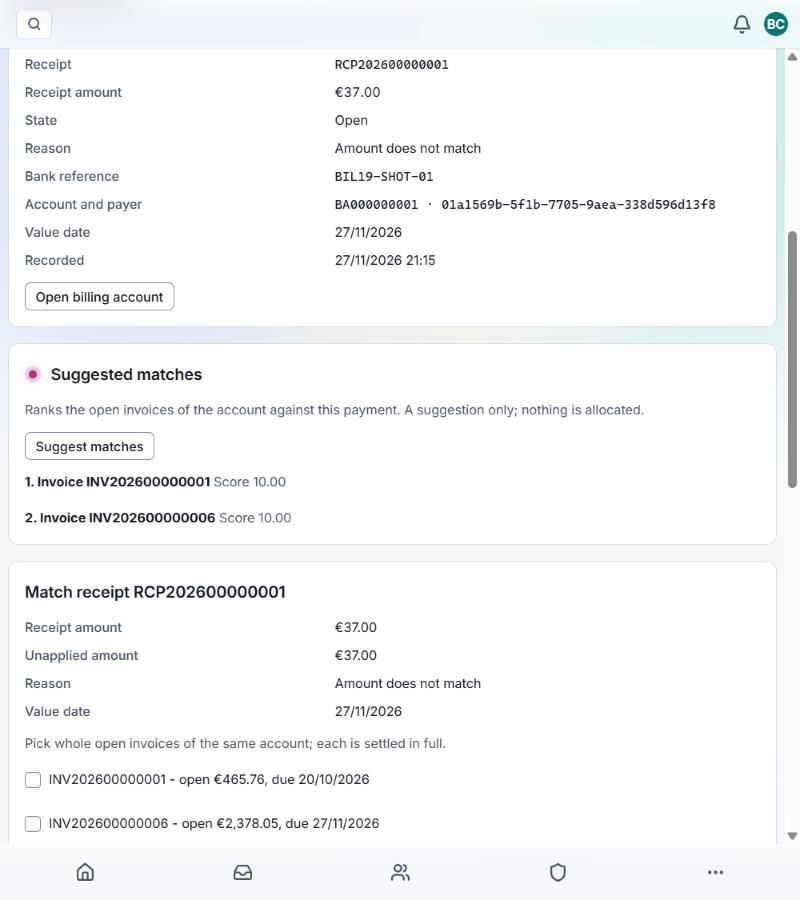 BC
Receipt RCP202600000001
Receipt amount €37.00
State Open
Reason Amount does not match
Bank reference BIL19-SHOT-01
Account and payer BA000000001 · 01a1569b-5f1b-7705-9aea-338d596d13f8
Value date 27/11/2026
Recorded 27/11/2026 21:15
Open billing account
Suggested matches
Ranks the open invoices of the account against this payment. A suggestion only; nothing is allocated.
Suggest matches
1. Invoice INV202600000001 Score 10.00
2. Invoice INV202600000006 Score 10.00
Match receipt RCP202600000001
Receipt amount €37.00
Unapplied amount €37.00
Reason Amount does not match
Value date 27/11/2026
Pick whole open invoices of the same account; each is settled in full.
INV202600000001 - open €465.76, due 20/10/2026
INV202600000006 - open €2,378.05, due 27/11/2026